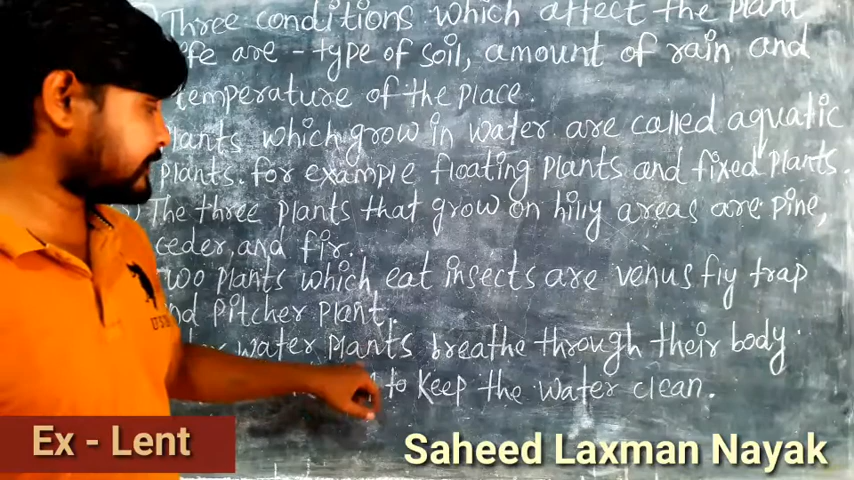 Three conditions which affect the Plant
are - type of soil, amount of rain and
temperature of the Place.
Plants which grow in water are called aquatic
Plants. for example floating Plants and fixed Plants.
The three Plants that grow on hilly areas are Pine,
ceder, and fir.
Two Plants which eat insects are venus fly trap
and Pitcher Plant.
water Plants breathe through their body.
to Keep the water clean.
Ex - Lent
Saheed Laxman Nayak